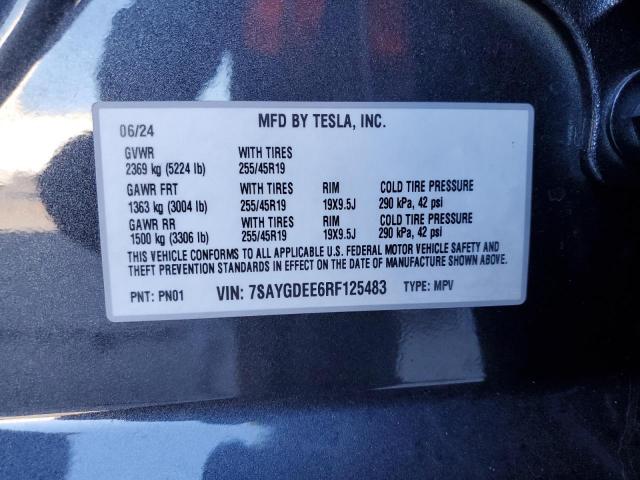 06/24 MFD BY TESLA, INC.
GVWR WITH TIRES
2369 kg (5224 lb) 255/45R19
GAWR FRT WITH TIRES RIM COLD TIRE PRESSURE
1363 kg (3004 lb) 255/45R19 19X9.5J 290 kPa, 42 psi
GAWR RR WITH TIRES RIM COLD TIRE PRESSURE
1500 kg (3306 lb) 255/45R19 19X9.5J 290 kPa, 42 psi
THIS VEHICLE CONFORMS TO ALL APPLICABLE U.S. FEDERAL MOTOR VEHICLE SAFETY AND
THEFT PREVENTION STANDARDS IN EFFECT ON THE DATE OF MANUFACTURE SHOWN ABOVE.
PNT: PN01 VIN: 7SAYGDEE6RF125483 TYPE: MPV